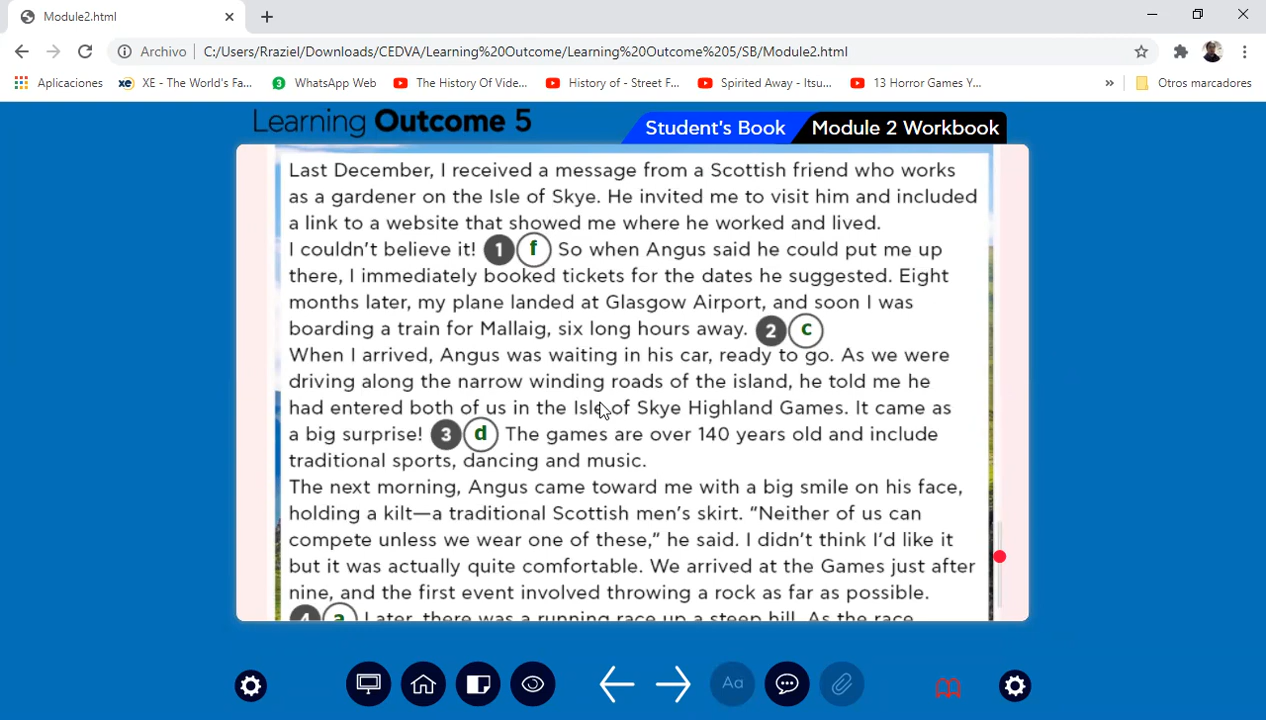 Module2.html
Archivo C:/Users/Rraziel/Downloads/CEDVA/Learning%20Outcome/Learning%20Outcome%205/SB/Module2.html
Aplicaciones XE - The World's Fa... WhatsApp Web The History Of Vide... History of - Street F... Spirited Away - Itsu... 13 Horror Games Y... » Otros marcadores
Learning Outcome 5 Student's Book Module 2 Workbook
Last December, I received a message from a Scottish friend who works
as a gardener on the Isle of Skye. He invited me to visit him and included
a link to a website that showed me where he worked and lived.
I couldn't believe it! 1 f So when Angus said he could put me up
there, I immediately booked tickets for the dates he suggested. Eight
months later, my plane landed at Glasgow Airport, and soon I was
boarding a train for Mallaig, six long hours away. 2 c
When I arrived, Angus was waiting in his car, ready to go. As we were
driving along the narrow winding roads of the island, he told me he
had entered both of us in the Isle of Skye Highland Games. It came as
a big surprise! 3 d The games are over 140 years old and include
traditional sports, dancing and music.
The next morning, Angus came toward me with a big smile on his face,
holding a kilt—a traditional Scottish men's skirt. “Neither of us can
compete unless we wear one of these,” he said. I didn't think I'd like it
but it was actually quite comfortable. We arrived at the Games just after
nine, and the first event involved throwing a rock as far as possible.
4 a Later, there was a running race up a steep hill. As the race
Aa